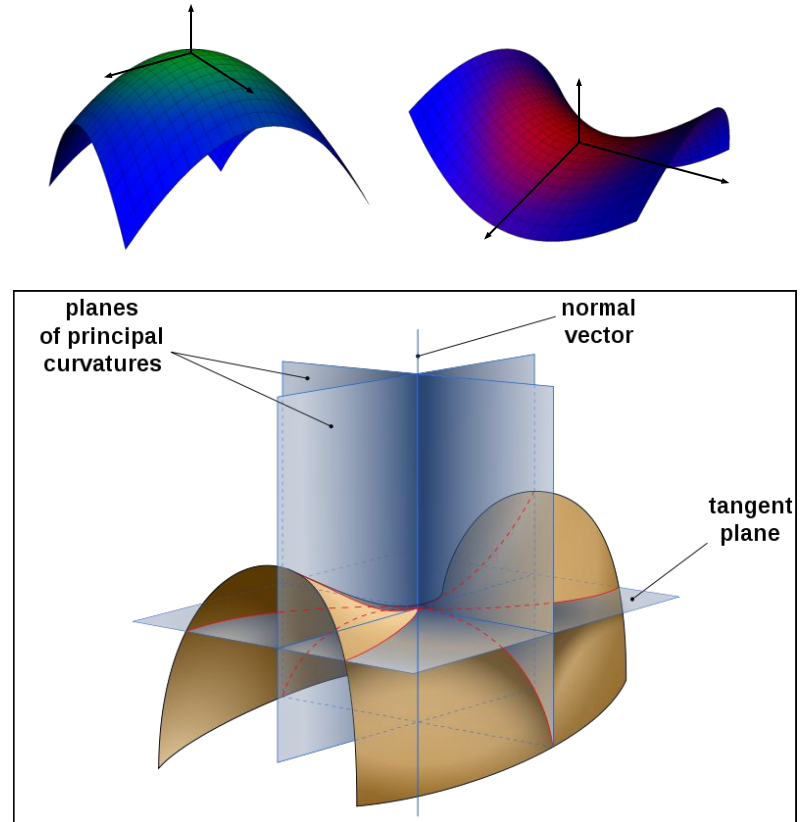 planes
of principal
curvatures
normal
vector
tangent
plane